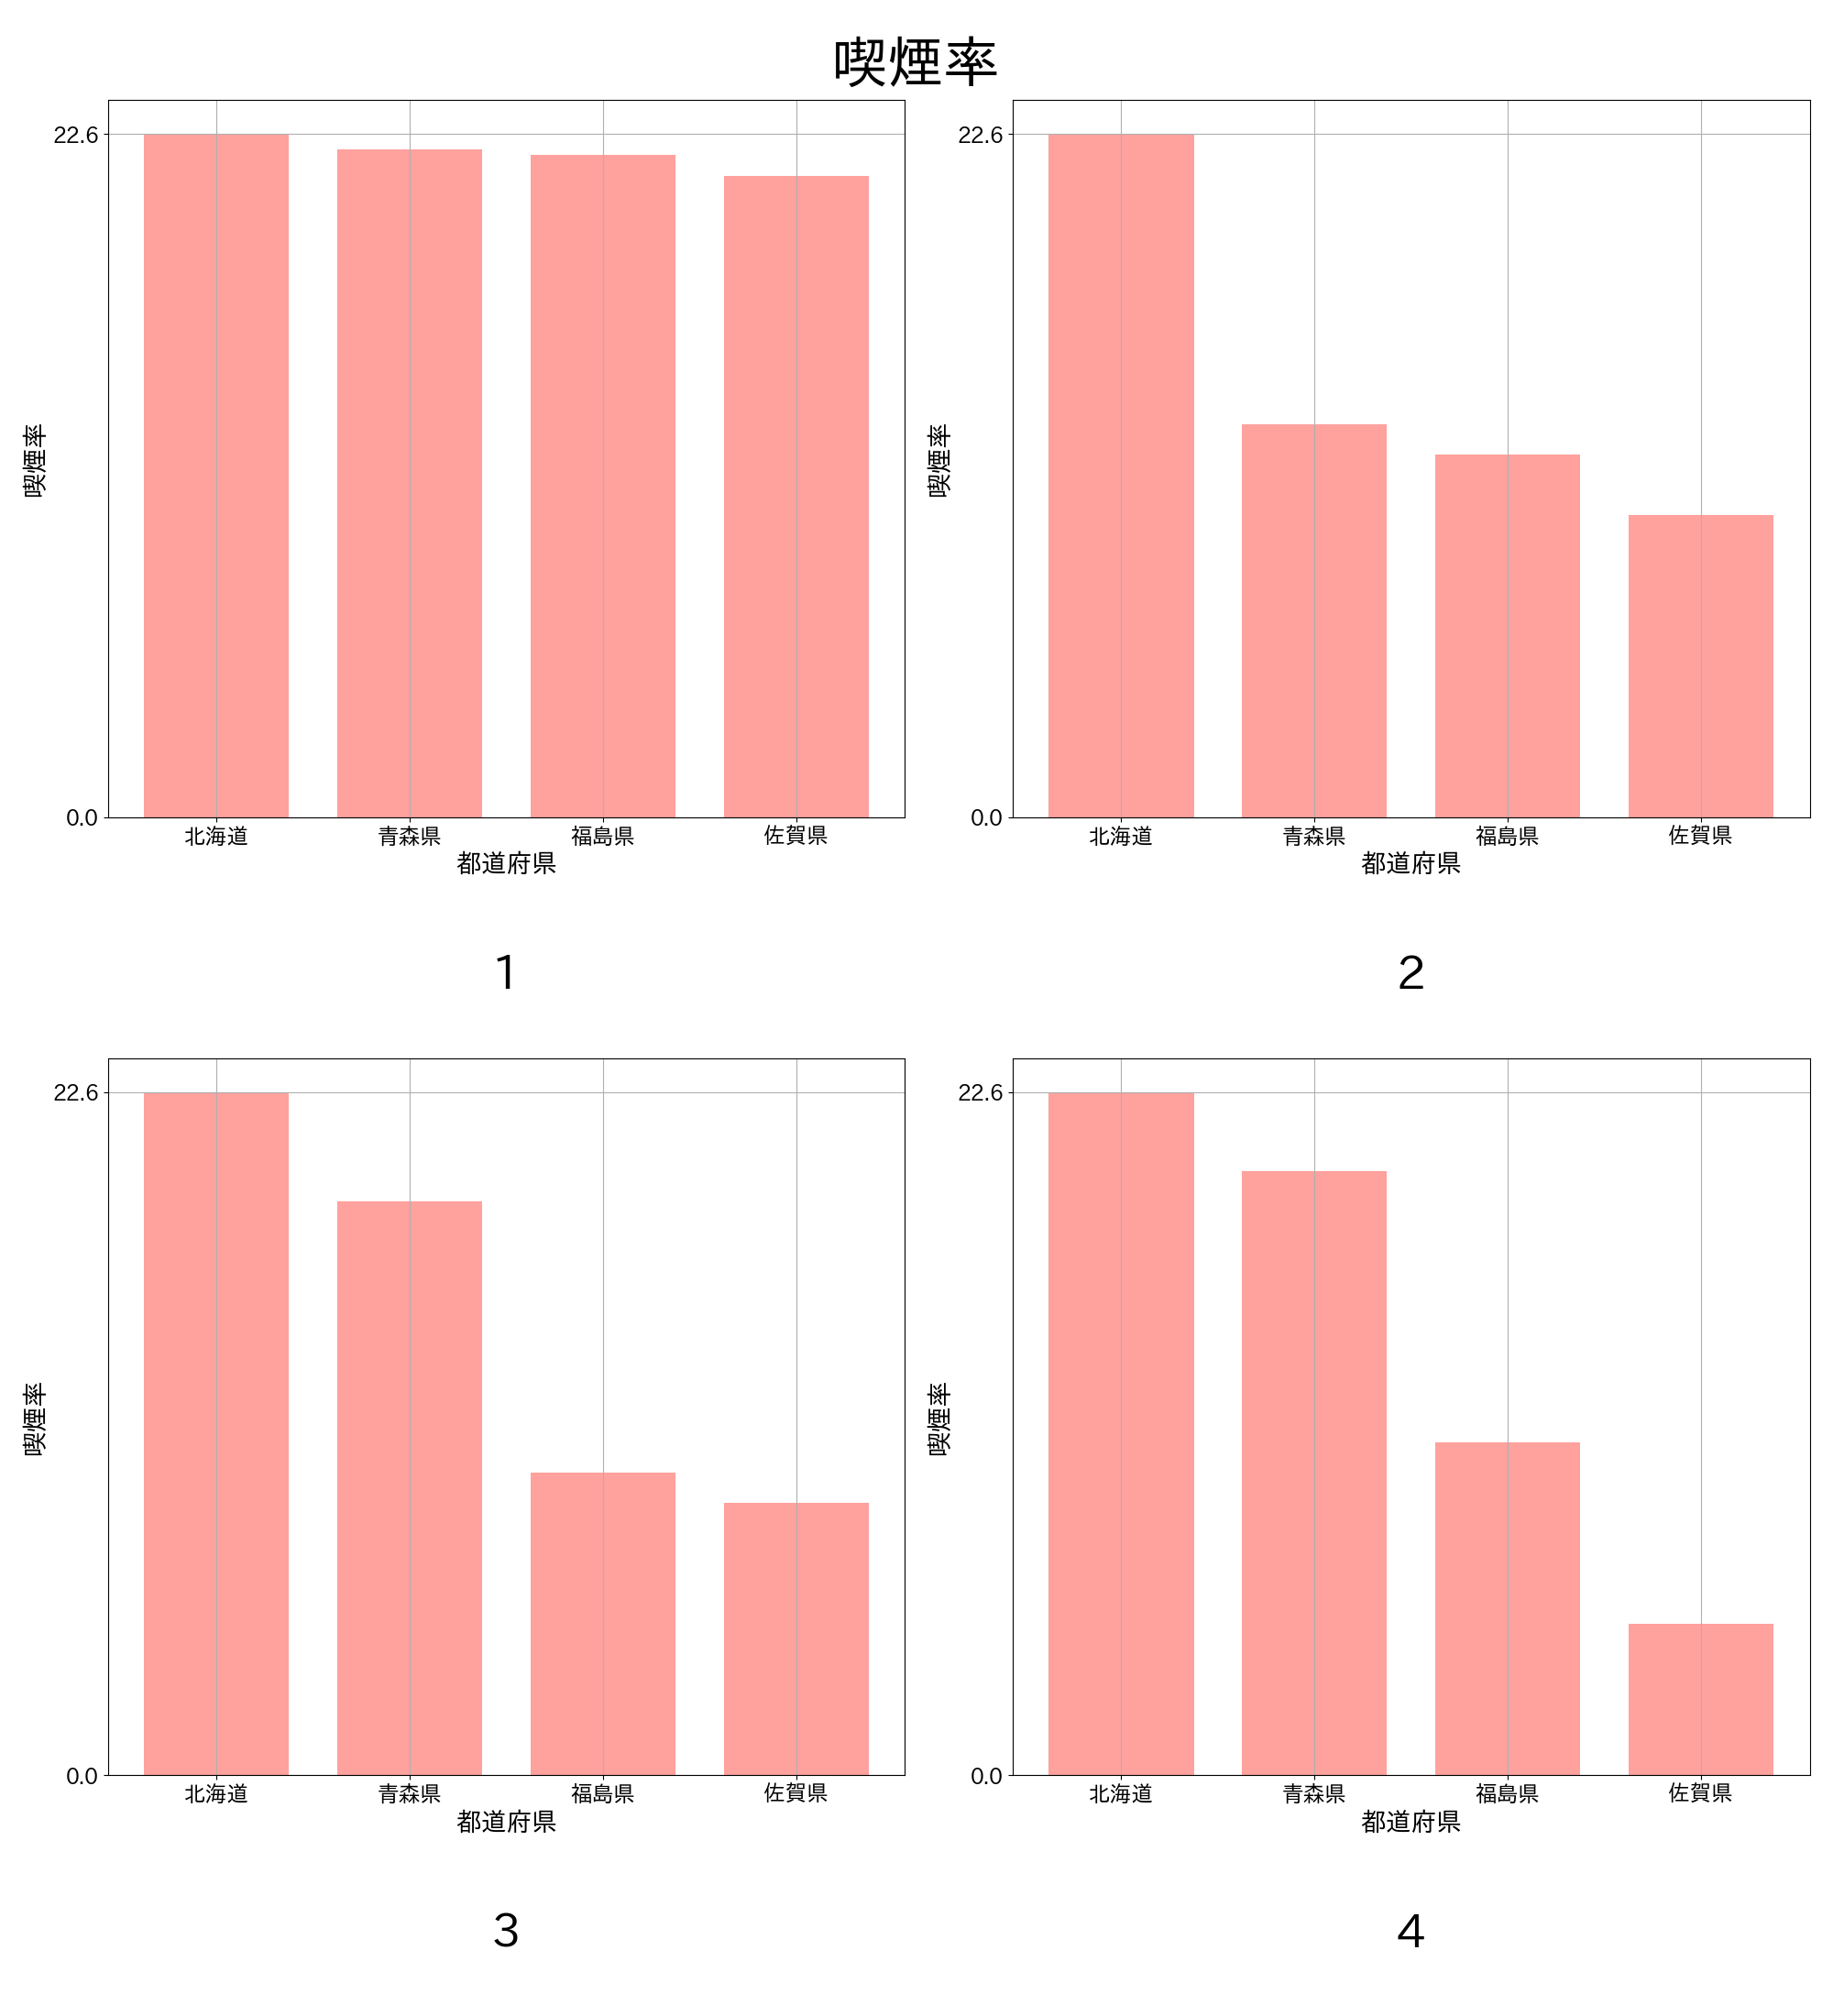 喫煙率
22.6
0.0
喫煙率
北海道 青森県 福島県 佐賀県
都道府県
1
22.6
0.0
喫煙率
北海道 青森県 福島県 佐賀県
都道府県
2
22.6
0.0
喫煙率
北海道 青森県 福島県 佐賀県
都道府県
3
22.6
0.0
喫煙率
北海道 青森県 福島県 佐賀県
都道府県
4